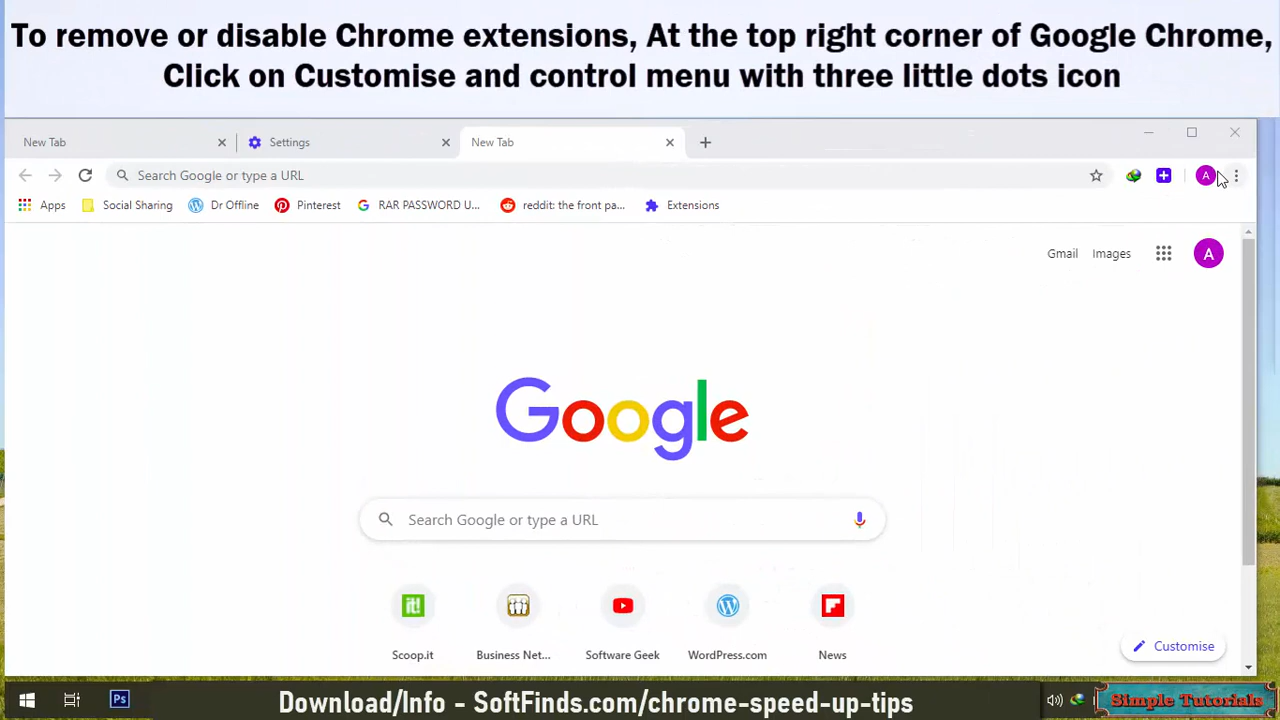 To remove or disable Chrome extensions, At the top right corner of Google Chrome,
Click on Customise and control menu with three little dots icon
New Tab
Settings
New Tab
Search Google or type a URL
A
Apps
Social Sharing
Dr Offline
Pinterest
RAR PASSWORD U...
reddit: the front pa...
Extensions
Gmail
Images
A
Google
Search Google or type a URL
it!
Scoop.it
Business Net...
Software Geek
WordPress.com
News
Customise
Ps
Download/Info - SoftFinds.com/chrome-speed-up-tips
Simple Tutorials